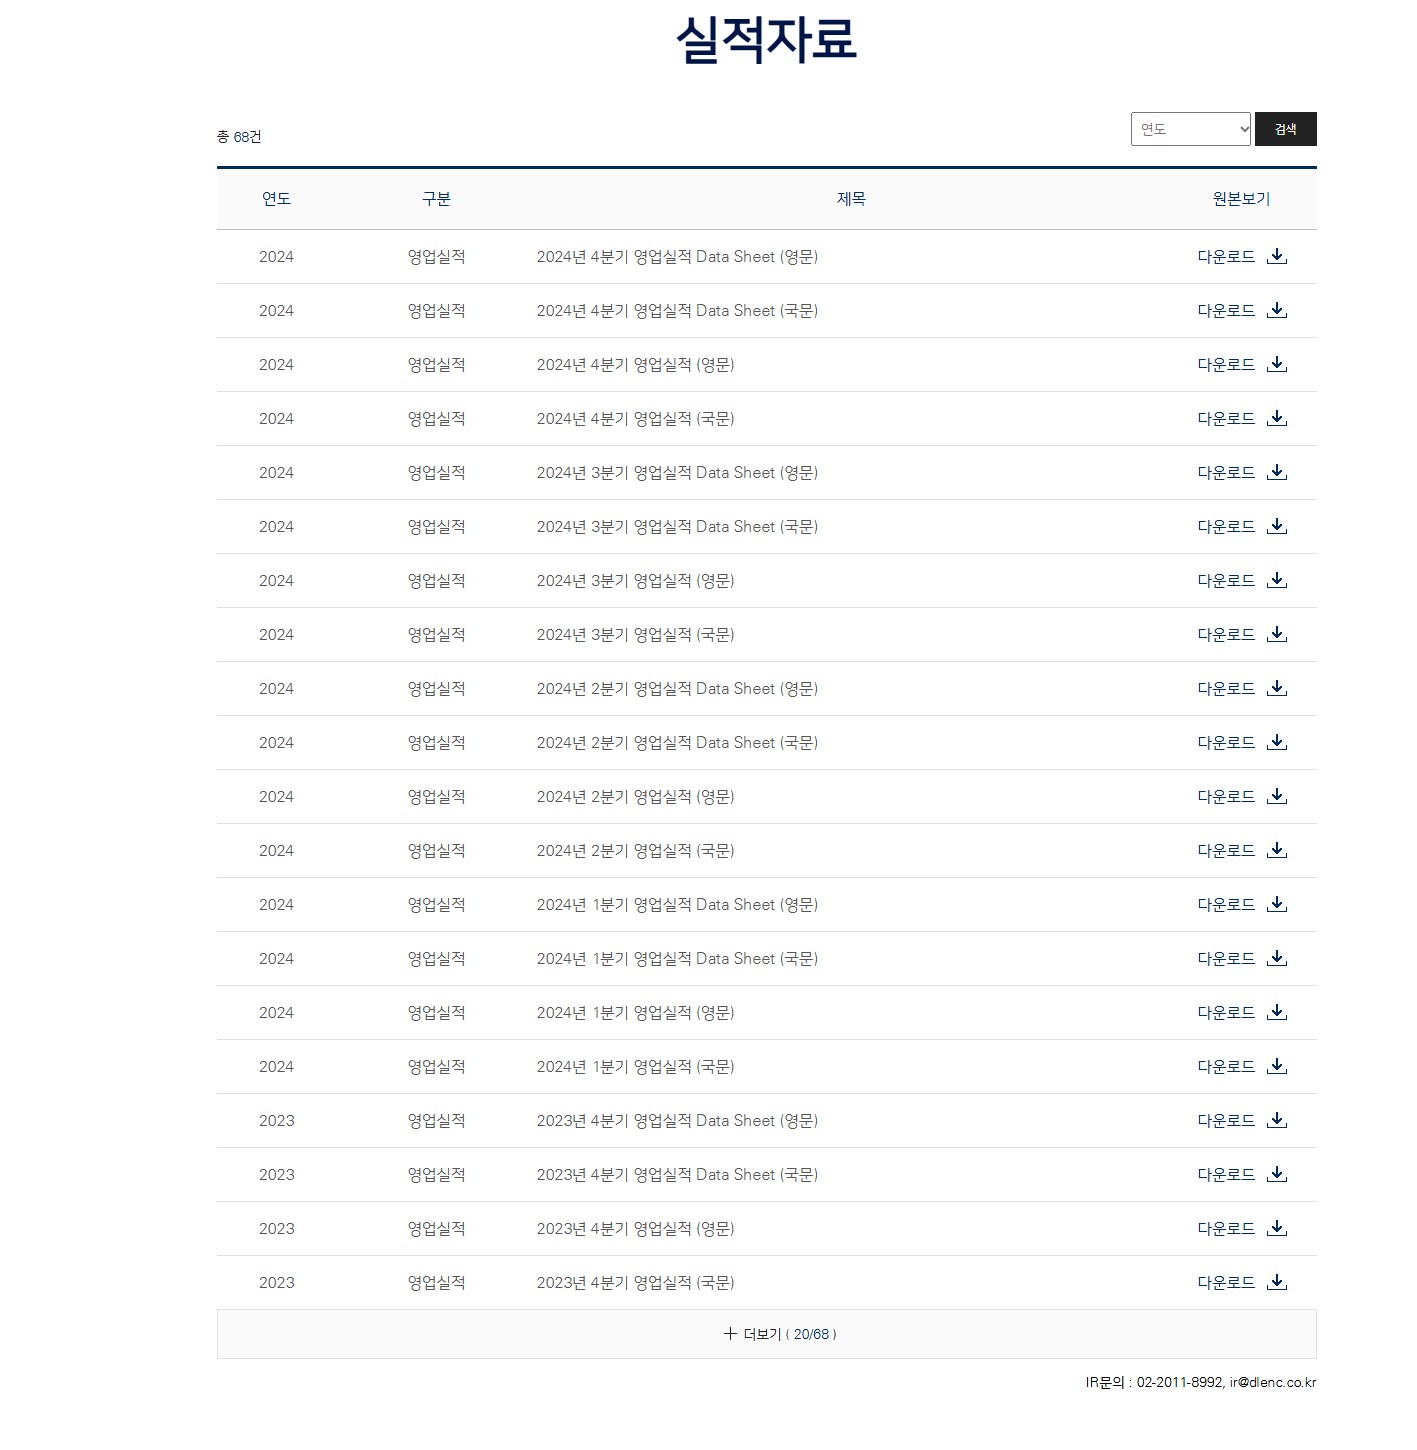 실적자료
총 68건
연도 검색
연도 구분 제목 원본보기
2024 영업실적 2024년 4분기 영업실적 Data Sheet (영문) 다운로드
2024 영업실적 2024년 4분기 영업실적 Data Sheet (국문) 다운로드
2024 영업실적 2024년 4분기 영업실적 (영문) 다운로드
2024 영업실적 2024년 4분기 영업실적 (국문) 다운로드
2024 영업실적 2024년 3분기 영업실적 Data Sheet (영문) 다운로드
2024 영업실적 2024년 3분기 영업실적 Data Sheet (국문) 다운로드
2024 영업실적 2024년 3분기 영업실적 (영문) 다운로드
2024 영업실적 2024년 3분기 영업실적 (국문) 다운로드
2024 영업실적 2024년 2분기 영업실적 Data Sheet (영문) 다운로드
2024 영업실적 2024년 2분기 영업실적 Data Sheet (국문) 다운로드
2024 영업실적 2024년 2분기 영업실적 (영문) 다운로드
2024 영업실적 2024년 2분기 영업실적 (국문) 다운로드
2024 영업실적 2024년 1분기 영업실적 Data Sheet (영문) 다운로드
2024 영업실적 2024년 1분기 영업실적 Data Sheet (국문) 다운로드
2024 영업실적 2024년 1분기 영업실적 (영문) 다운로드
2024 영업실적 2024년 1분기 영업실적 (국문) 다운로드
2023 영업실적 2023년 4분기 영업실적 Data Sheet (영문) 다운로드
2023 영업실적 2023년 4분기 영업실적 Data Sheet (국문) 다운로드
2023 영업실적 2023년 4분기 영업실적 (영문) 다운로드
2023 영업실적 2023년 4분기 영업실적 (국문) 다운로드
더보기 ( 20/68 )
IR문의 : 02-2011-8992, ir@dlenc.co.kr